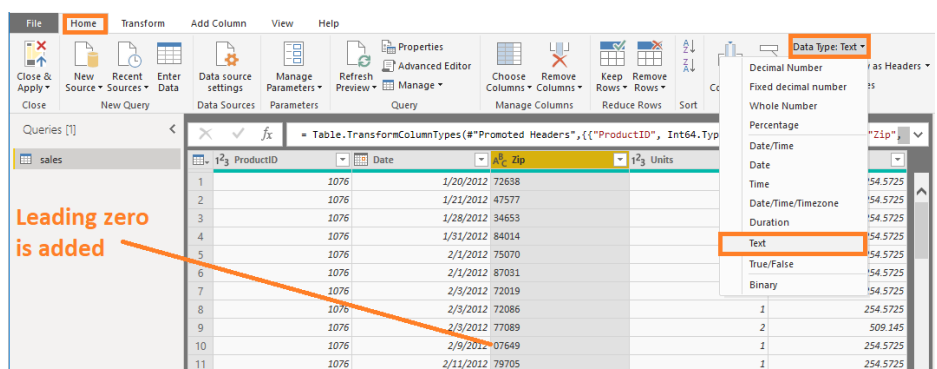 File Home Transform Add Column View Help
Close & Apply
New Source
Recent Sources
Enter Data
Data source settings
Manage Parameters
Refresh Preview
Properties
Advanced Editor
Manage
Choose Columns
Remove Columns
Keep Rows
Remove Rows
Data Type: Text
as Headers
Close New Query Data Sources Parameters Query Manage Columns Reduce Rows Sort
Decimal Number
Fixed decimal number
Whole Number
Percentage
Date/Time
Date
Time
Date/Time/Timezone
Duration
Text
True/False
Binary
Queries [1]
fx = Table.TransformColumnTypes(#"Promoted Headers",{{"ProductID", Int64.Typ "Zip",
sales
123 ProductID Date ABC Zip 123 Units
1 1076 1/20/2012 72638 254.5725
2 1076 1/21/2012 47577 254.5725
3 1076 1/28/2012 34653 254.5725
4 1076 1/31/2012 84014 254.5725
5 1076 2/1/2012 75070 254.5725
6 1076 2/1/2012 87031 254.5725
7 1076 2/3/2012 72019 254.5725
8 1076 2/3/2012 72086 1 254.5725
9 1076 2/3/2012 77089 2 509.145
10 1076 2/9/2012 07649 1 254.5725
11 1076 2/11/2012 79705 1 254.5725
Leading zero
is added